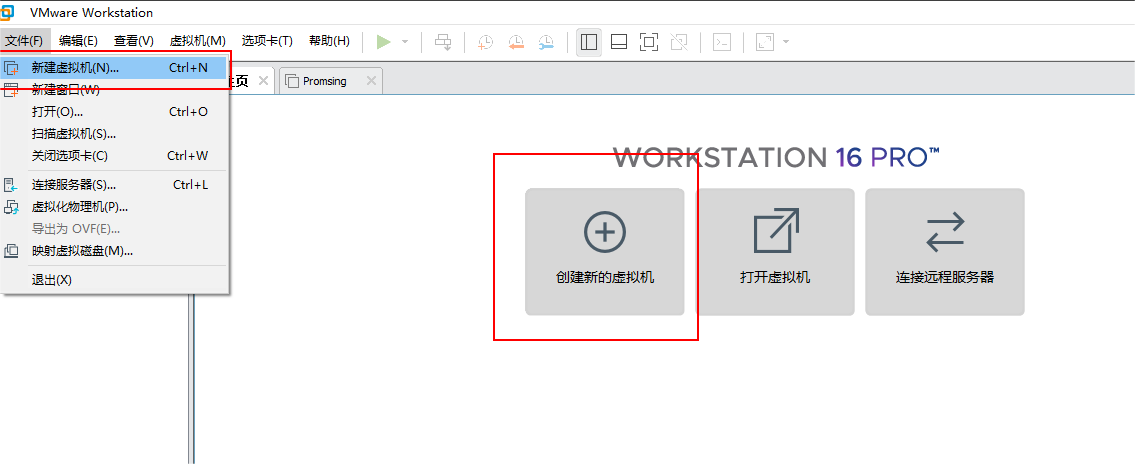 VMware Workstation
文件(F) 编辑(E) 查看(V) 虚拟机(M) 选项卡(T) 帮助(H)
新建虚拟机(N)... Ctrl+N
新建窗口(W)
打开(O)... Ctrl+O
扫描虚拟机(S)...
关闭选项卡(C) Ctrl+W
连接服务器(S)... Ctrl+L
虚拟化物理机(P)...
导出为 OVF(E)...
映射虚拟磁盘(M)...
退出(X)
页 Promsing
WORKSTATION 16 PRO™
创建新的虚拟机 打开虚拟机 连接远程服务器